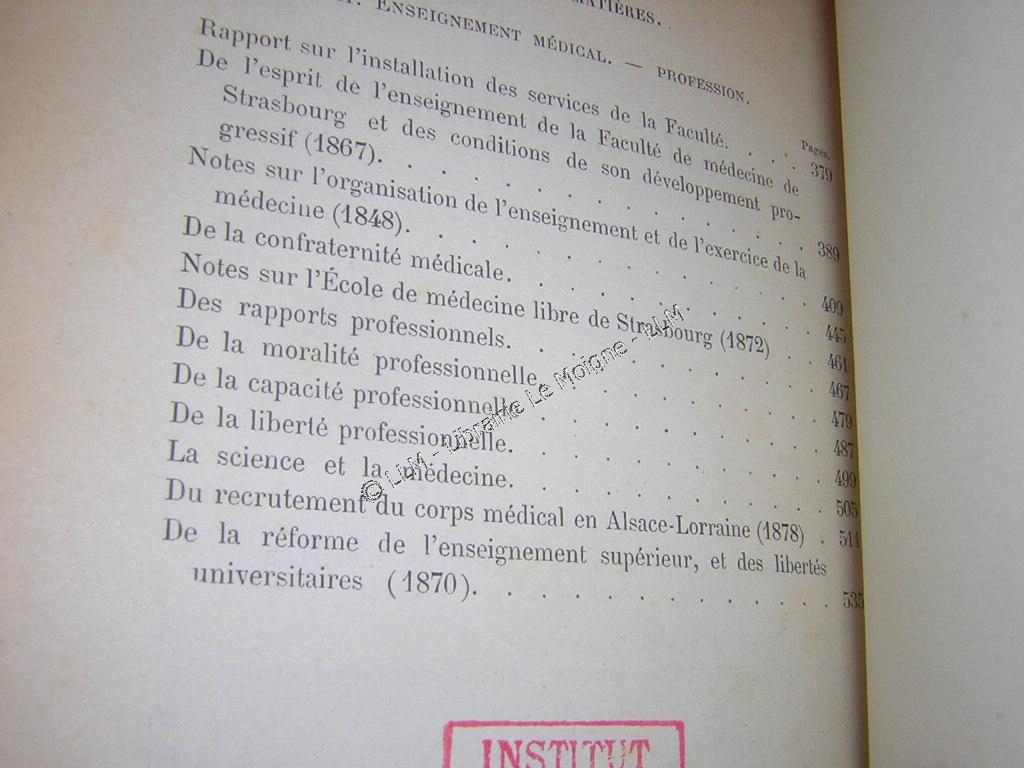 MATIÈRES.
ENSEIGNEMENT MÉDICAL. — PROFESSION.
Pages.
Rapport sur l'installation des services de la Faculté. . . . 379
De l'esprit de l'enseignement de la Faculté de médecine de
Strasbourg et des conditions de son développement pro-
gressif (1867). . . . . . . . . . . . . 389
Notes sur l'organisation de l'enseignement et de l'exercice de la
médecine (1848). . . . . . . . . . . . . 409
De la confraternité médicale. . . . . . . . . . 445
Notes sur l'École de médecine libre de Strasbourg (1872) . . 461
Des rapports professionnels. . . . . . . . . . 467
De la moralité professionnelle. . . . . . . . . 479
De la capacité professionnelle. . . . . . . . . 487
De la liberté professionnelle. . . . . . . . . . 499
La science et la médecine. . . . . . . . . . . 505
Du recrutement du corps médical en Alsace-Lorraine (1878) . 511
De la réforme de l'enseignement supérieur, et des libertés
universitaires (1870). . . . . . . . . . . . 535
© LLM - Librairie Le Moigne - LLM
INSTITUT